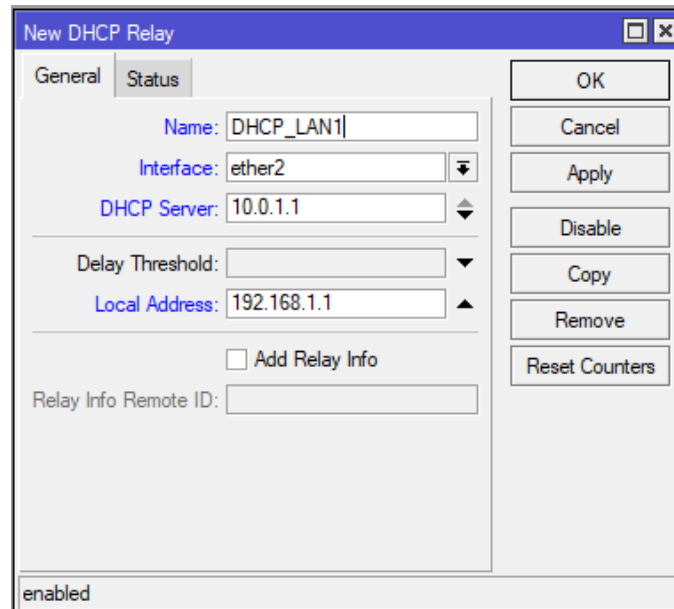 New DHCP Relay
General Status
Name: DHCP_LAN1
Interface: ether2
DHCP Server: 10.0.1.1
Delay Threshold:
Local Address: 192.168.1.1
Add Relay Info
Relay Info Remote ID:
OK
Cancel
Apply
Disable
Copy
Remove
Reset Counters
enabled